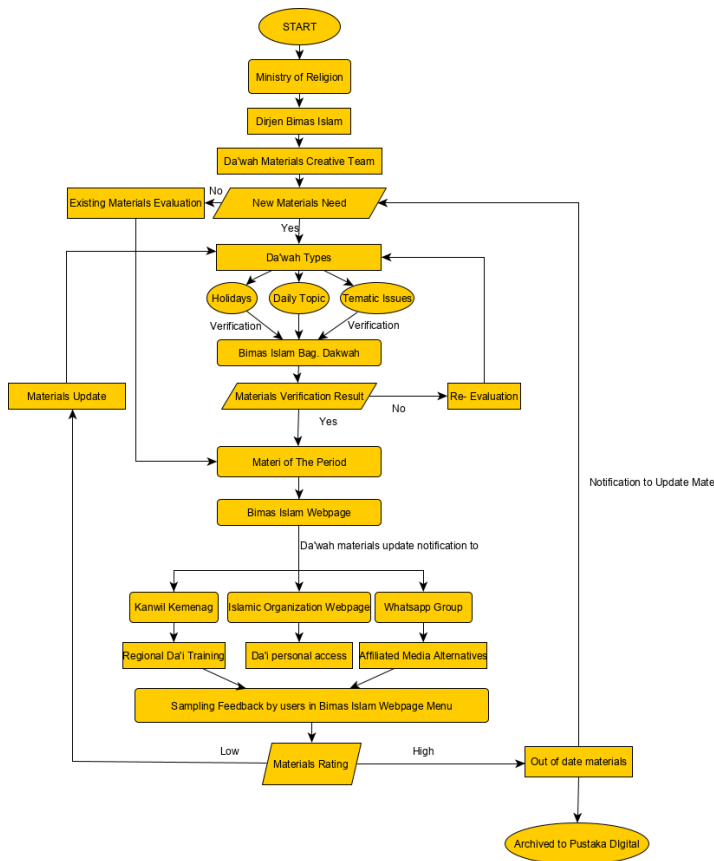 START
Ministry of Religion
Dirjen Bimas Islam
Da'wah Materials Creative Team
Existing Materials Evaluation
No
New Materials Need
Yes
Da'wah Types
Holidays
Daily Topic
Tematic Issues
Verification
Verification
Bimas Islam Bag. Dakwah
Materials Update
Materials Verification Result
No
Re- Evaluation
Yes
Materi of The Period
Notification to Update Mate
Bimas Islam Webpage
Da'wah materials update notification to
Kanwil Kemenag
Islamic Organization Webpage
Whatsapp Group
Regional Da'i Training
Da'i personal access
Affiliated Media Alternatives
Sampling Feedback by users in Bimas Islam Webpage Menu
Low
High
Materials Rating
Out of date materials
Archived to Pustaka DIgital